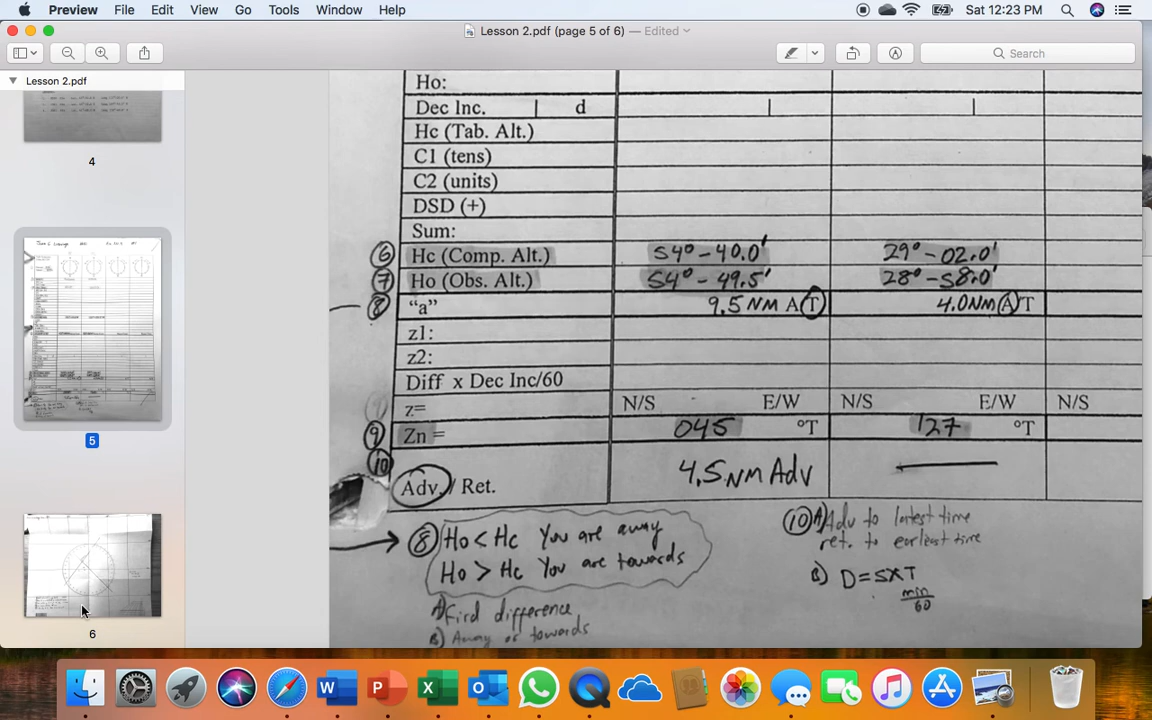 Preview File Edit View Go Tools Window Help Sat 12:23 PM
Lesson 2.pdf (page 5 of 6) — Edited
Search
Lesson 2.pdf
4
5
6
Ho:
Dec Inc. d
Hc (Tab. Alt.)
C1 (tens)
C2 (units)
DSD (+)
Sum:
⑥ Hc (Comp. Alt.) 54° - 40.0' 29° - 02.0'
⑦ Ho (Obs. Alt.) 54° - 49.5' 28° - 58.0'
⑧ "a" 9.5 NM A T 4.0NM A T
z1:
z2:
Diff x Dec Inc/60
z= N/S E/W N/S E/W N/S
⑨ Zn = 045 °T 127 °T
⑩
Adv. / Ret. 4.5 NM Adv
⑧ Ho < Hc You are away
Ho > Hc You are towards
A) Find difference
B) Away or towards
⑩ A) Adv to latest time
ret. to earliest time
B) D = S x T
min
60
W P X O